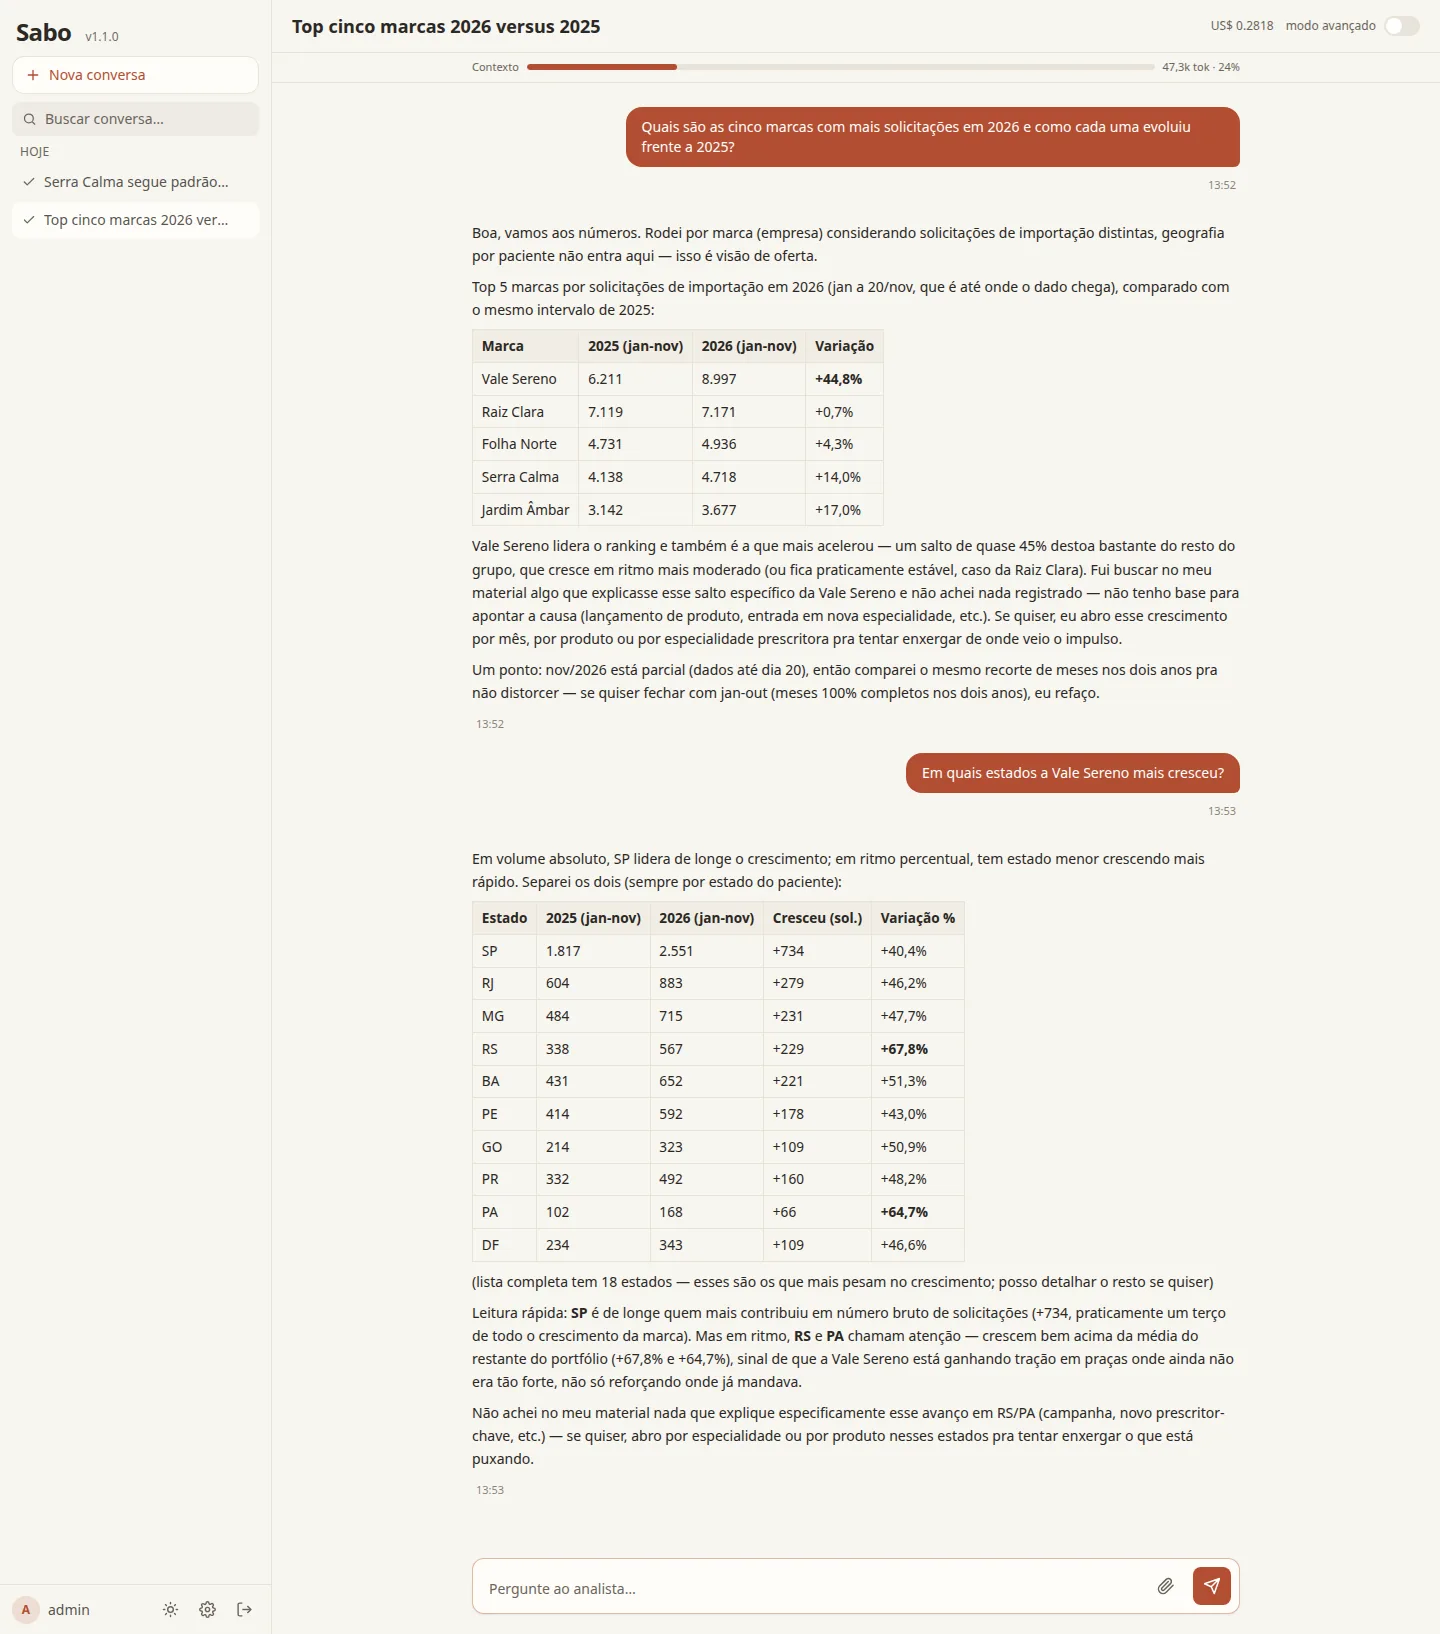 Sabo v1.1.0
Nova conversa
Buscar conversa...
HOJE
Serra Calma segue padrão...
Top cinco marcas 2026 ver...
A admin
Top cinco marcas 2026 versus 2025
US$ 0.2818 modo avançado
Contexto 47,3k tok · 24%
Quais são as cinco marcas com mais solicitações em 2026 e como cada uma evoluiu
frente a 2025?
13:52
Boa, vamos aos números. Rodei por marca (empresa) considerando solicitações de importação distintas, geografia
por paciente não entra aqui — isso é visão de oferta.
Top 5 marcas por solicitações de importação em 2026 (jan a 20/nov, que é até onde o dado chega), comparado com
o mesmo intervalo de 2025:
Marca 2025 (jan-nov) 2026 (jan-nov) Variação
Vale Sereno 6.211 8.997 +44,8%
Raiz Clara 7.119 7.171 +0,7%
Folha Norte 4.731 4.936 +4,3%
Serra Calma 4.138 4.718 +14,0%
Jardim Âmbar 3.142 3.677 +17,0%
Vale Sereno lidera o ranking e também é a que mais acelerou — um salto de quase 45% destoa bastante do resto do
grupo, que cresce em ritmo mais moderado (ou fica praticamente estável, caso da Raiz Clara). Fui buscar no meu
material algo que explicasse esse salto específico da Vale Sereno e não achei nada registrado — não tenho base para
apontar a causa (lançamento de produto, entrada em nova especialidade, etc.). Se quiser, eu abro esse crescimento
por mês, por produto ou por especialidade prescritora pra tentar enxergar de onde veio o impulso.
Um ponto: nov/2026 está parcial (dados até dia 20), então comparei o mesmo recorte de meses nos dois anos pra
não distorcer — se quiser fechar com jan-out (meses 100% completos nos dois anos), eu refaço.
13:52
Em quais estados a Vale Sereno mais cresceu?
13:53
Em volume absoluto, SP lidera de longe o crescimento; em ritmo percentual, tem estado menor crescendo mais
rápido. Separei os dois (sempre por estado do paciente):
Estado 2025 (jan-nov) 2026 (jan-nov) Cresceu (sol.) Variação %
SP 1.817 2.551 +734 +40,4%
RJ 604 883 +279 +46,2%
MG 484 715 +231 +47,7%
RS 338 567 +229 +67,8%
BA 431 652 +221 +51,3%
PE 414 592 +178 +43,0%
GO 214 323 +109 +50,9%
PR 332 492 +160 +48,2%
PA 102 168 +66 +64,7%
DF 234 343 +109 +46,6%
(lista completa tem 18 estados — esses são os que mais pesam no crescimento; posso detalhar o resto se quiser)
Leitura rápida: SP é de longe quem mais contribuiu em número bruto de solicitações (+734, praticamente um terço
de todo o crescimento da marca). Mas em ritmo, RS e PA chamam atenção — crescem bem acima da média do
restante do portfólio (+67,8% e +64,7%), sinal de que a Vale Sereno está ganhando tração em praças onde ainda não
era tão forte, não só reforçando onde já mandava.
Não achei no meu material nada que explique especificamente esse avanço em RS/PA (campanha, novo prescritor-
chave, etc.) — se quiser, abro por especialidade ou por produto nesses estados pra tentar enxergar o que está
puxando.
13:53
Pergunte ao analista...